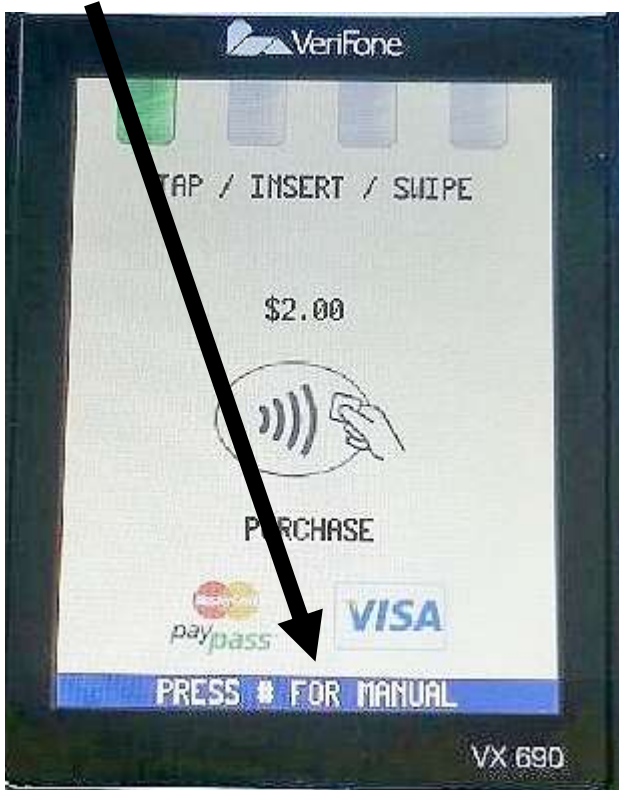 VeriFone
TAP / INSERT / SWIPE
$2.00
PURCHASE
paypass
VISA
PRESS # FOR MANUAL
VX 690